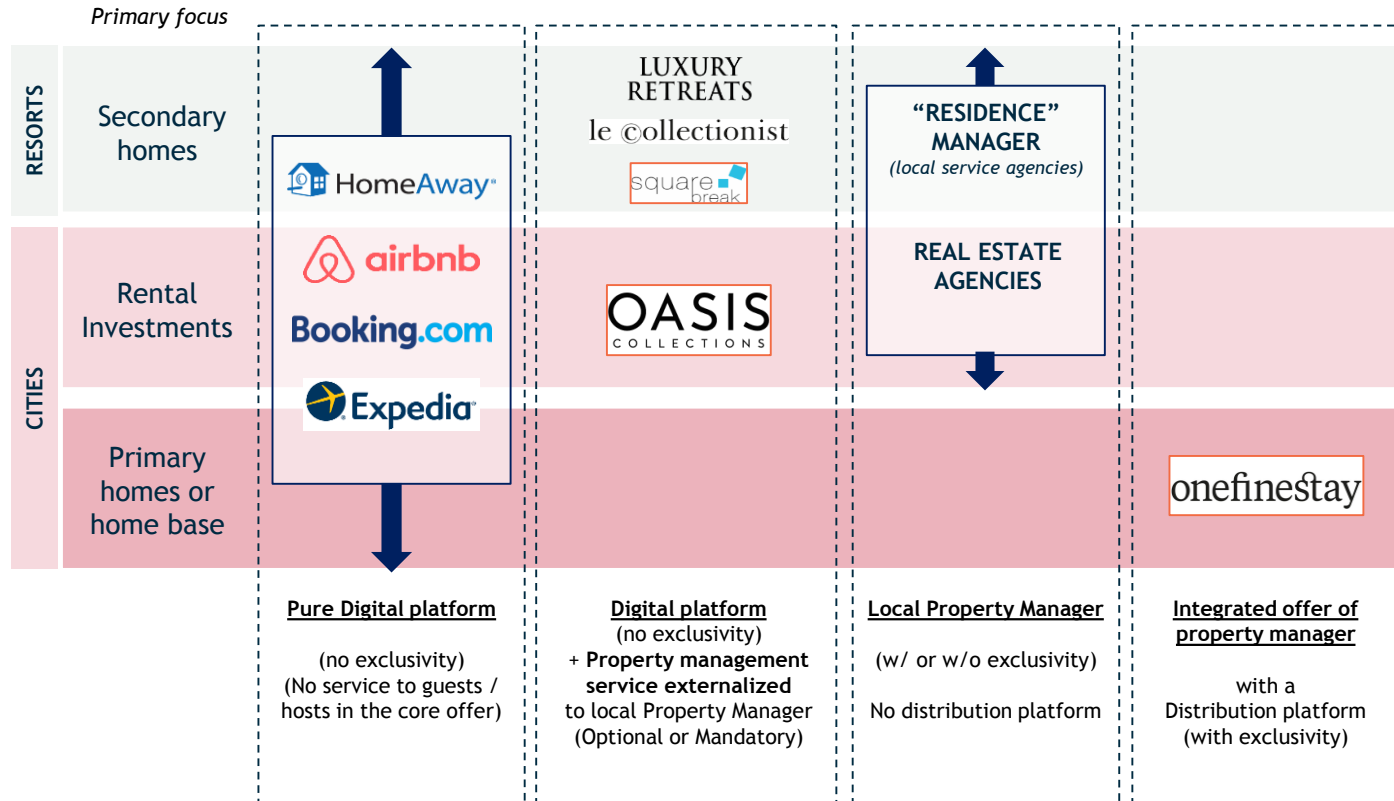 Primary focus
RESORTS
Secondary
homes
CITIES
Rental
Investments
Primary
homes or
home base
HomeAway®
airbnb
Booking.com
Expedia®
LUXURY
RETREATS
le ©ollectionist
square
break
OASIS
COLLECTIONS
“RESIDENCE”
MANAGER
(local service agencies)
REAL ESTATE
AGENCIES
onefinestay
Pure Digital platform
(no exclusivity)
(No service to guests /
hosts in the core offer)
Digital platform
(no exclusivity)
+ Property management
service externalized
to local Property Manager
(Optional or Mandatory)
Local Property Manager
(w/ or w/o exclusivity)
No distribution platform
Integrated offer of
property manager
with a
Distribution platform
(with exclusivity)